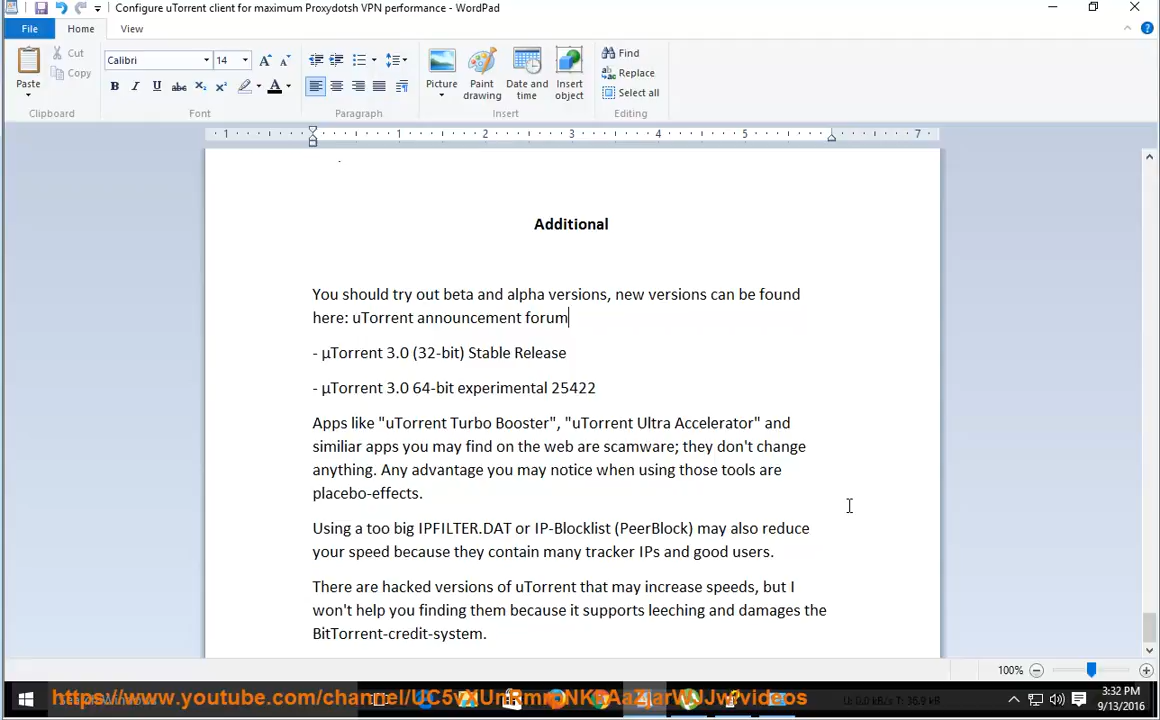 Configure uTorrent client for maximum Proxydotsh VPN performance - WordPad
File Home View
Cut
Copy
Paste
Clipboard
Calibri 14
Font
Paragraph
Picture
Paint drawing
Date and time
Insert object
Insert
Find
Replace
Select all
Editing
1 1 2 3 4 5 7
Additional
You should try out beta and alpha versions, new versions can be found
here: uTorrent announcement forum
- µTorrent 3.0 (32-bit) Stable Release
- µTorrent 3.0 64-bit experimental 25422
Apps like "uTorrent Turbo Booster", "uTorrent Ultra Accelerator" and
similiar apps you may find on the web are scamware; they don't change
anything. Any advantage you may notice when using those tools are
placebo-effects.
Using a too big IPFILTER.DAT or IP-Blocklist (PeerBlock) may also reduce
your speed because they contain many tracker IPs and good users.
There are hacked versions of uTorrent that may increase speeds, but I
won't help you finding them because it supports leeching and damages the
BitTorrent-credit-system.
100%
3:32 PM
9/13/2016